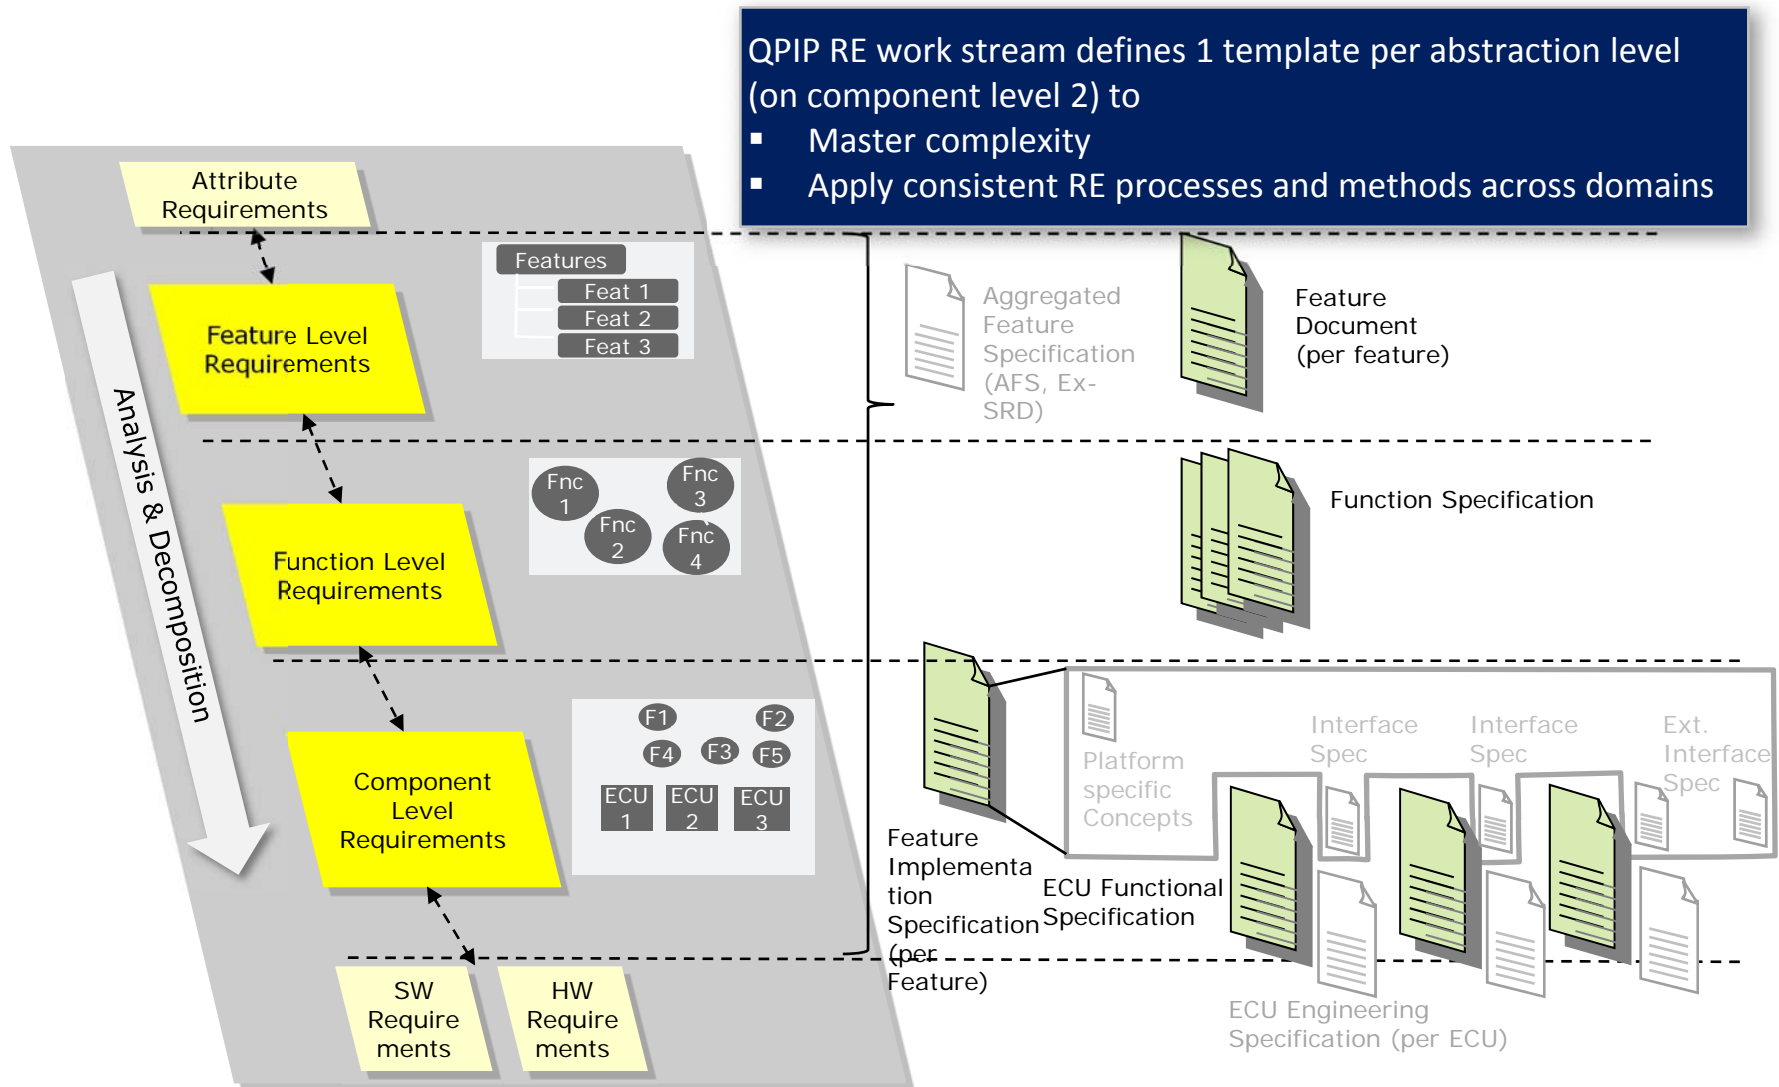 QPIP RE work stream defines 1 template per abstraction level
(on component level 2) to
▪ Master complexity
▪ Apply consistent RE processes and methods across domains
Attribute
Requirements
Features
Feat 1
Feat 2
Feat 3
Feature Level
Requirements
Aggregated
Feature
Specification
(AFS, Ex-
SRD)
Feature
Document
(per feature)
Analysis & Decomposition
Fnc
1
Fnc
2
Fnc
3
Fnc
4
Function Level
Requirements
Function Specification
F1
F2
F4
F3
F5
ECU
1
ECU
2
ECU
3
Component
Level
Requirements
Platform
specific
Concepts
Interface
Spec
Interface
Spec
Ext.
Interface
Spec
Feature
Implementa
tion
Specification
(per
Feature)
ECU Functional
Specification
SW
Require
ments
HW
Require
ments
ECU Engineering
Specification (per ECU)